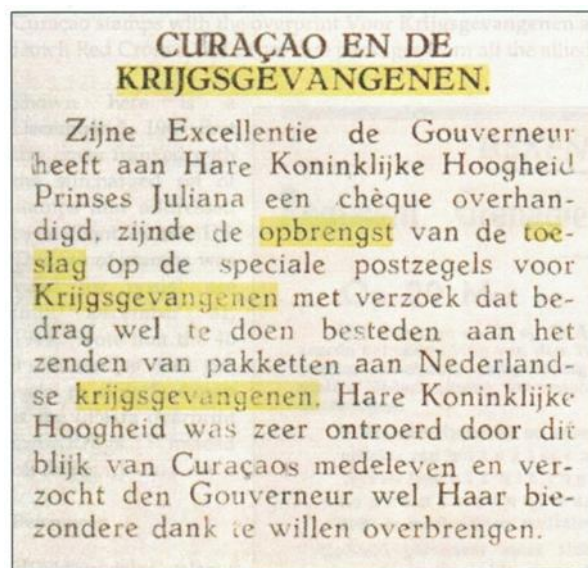 CURAÇAO EN DE
KRIJGSGEVANGENEN.
Zijne Excellentie de Gouverneur
heeft aan Hare Koninklijke Hoogheid
Prinses Juliana een chèque overhan-
digd, zijnde de opbrengst van de toe-
slag op de speciale postzegels voor
Krijgsgevangenen met verzoek dat be-
drag wel te doen besteden aan het
zenden van pakketten aan Nederland-
se krijgsgevangenen. Hare Koninklijke
Hoogheid was zeer ontroerd door dit
blijk van Curaçaos medeleven en ver-
zocht den Gouverneur wel Haar bie-
zondere dank te willen overbrengen.